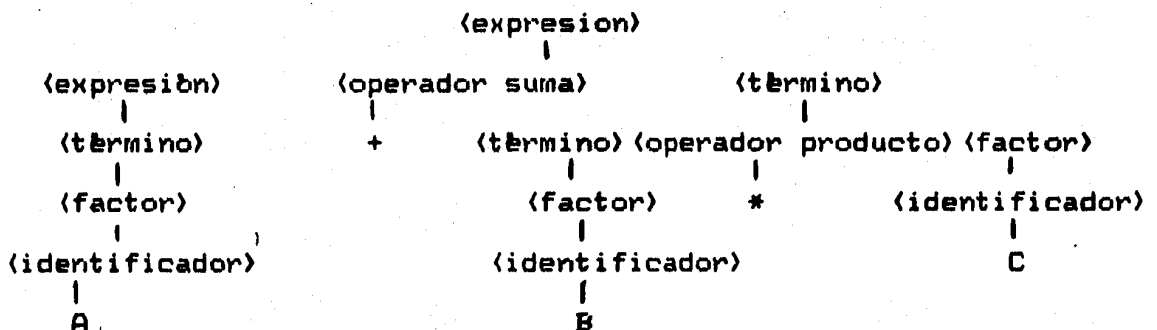 <expresion>
<expresiòn> <operador suma> <tèrmino>
<tèrmino> + <tèrmino> <operador producto> <factor>
<factor> <factor> * <identificador>
<identificador> <identificador> C
A B